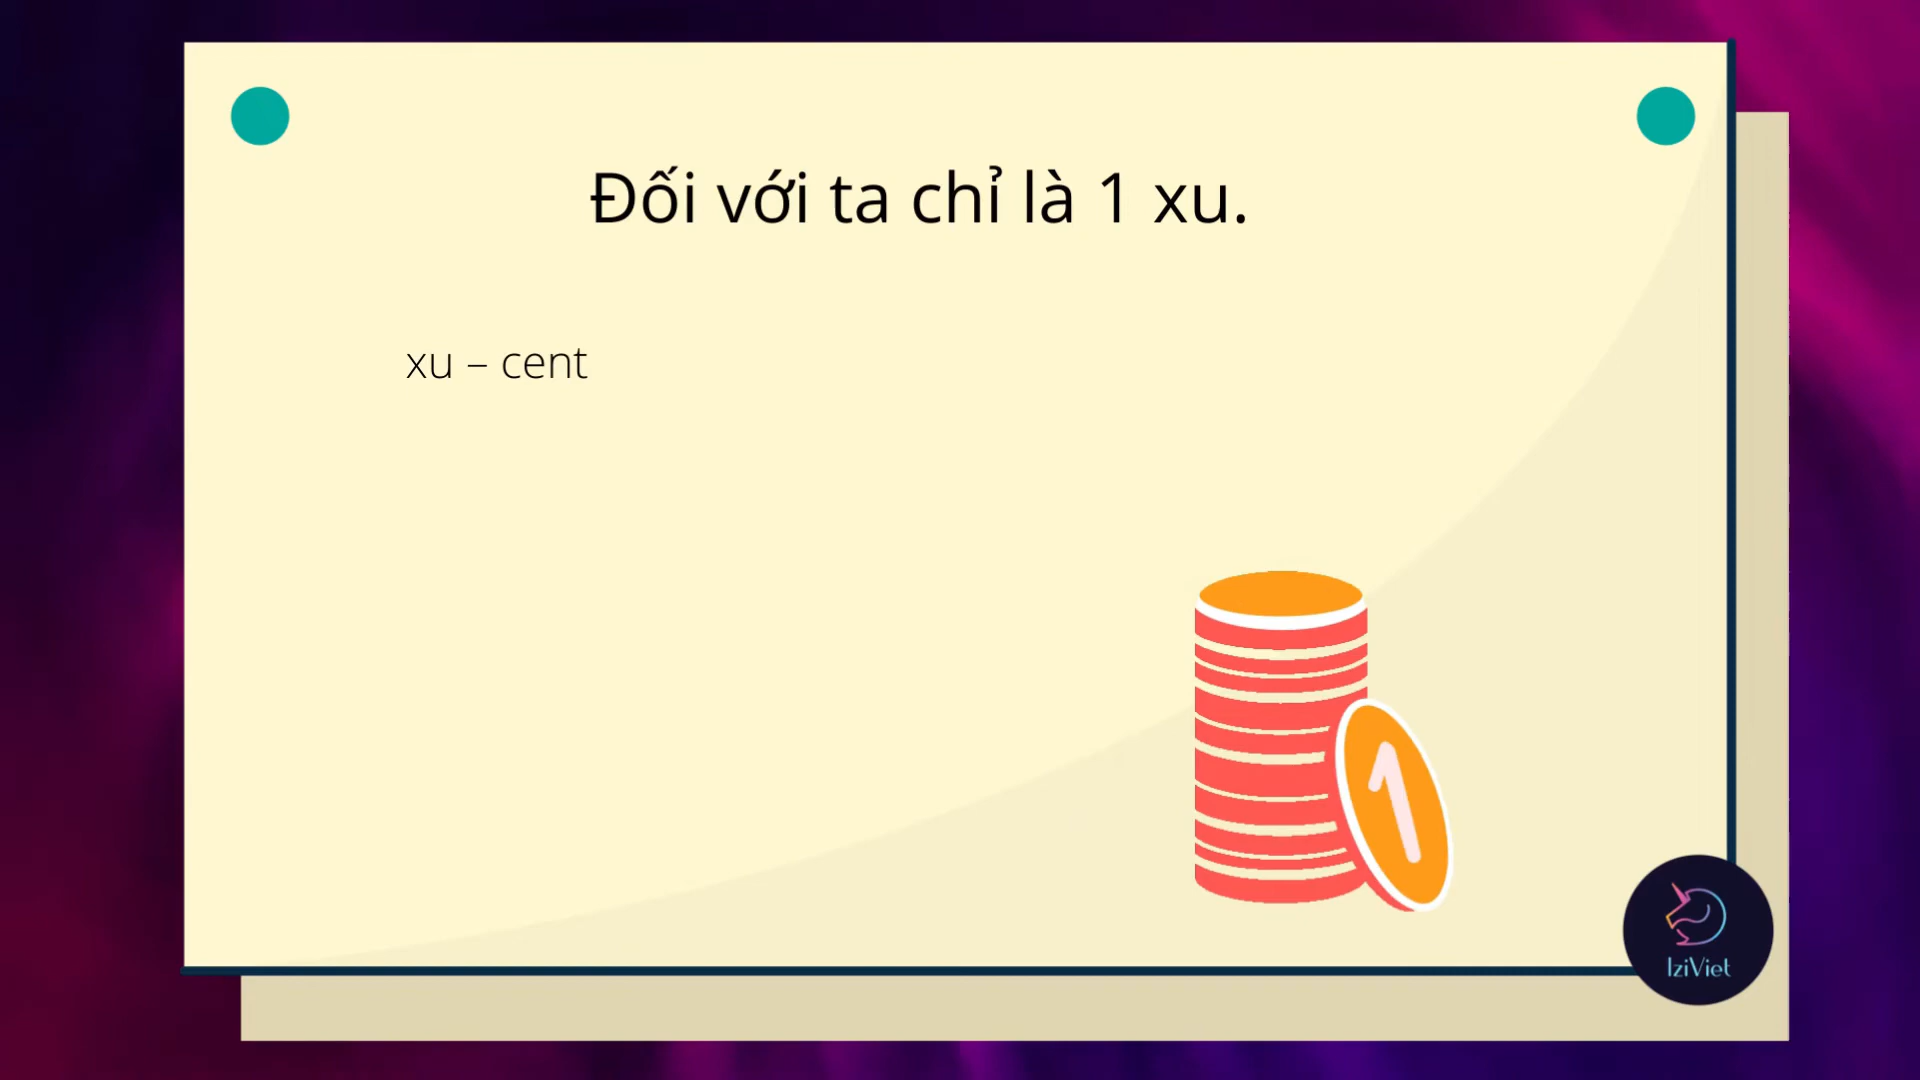 Đối với ta chỉ là 1 xu.
xu – cent
1
IziViet